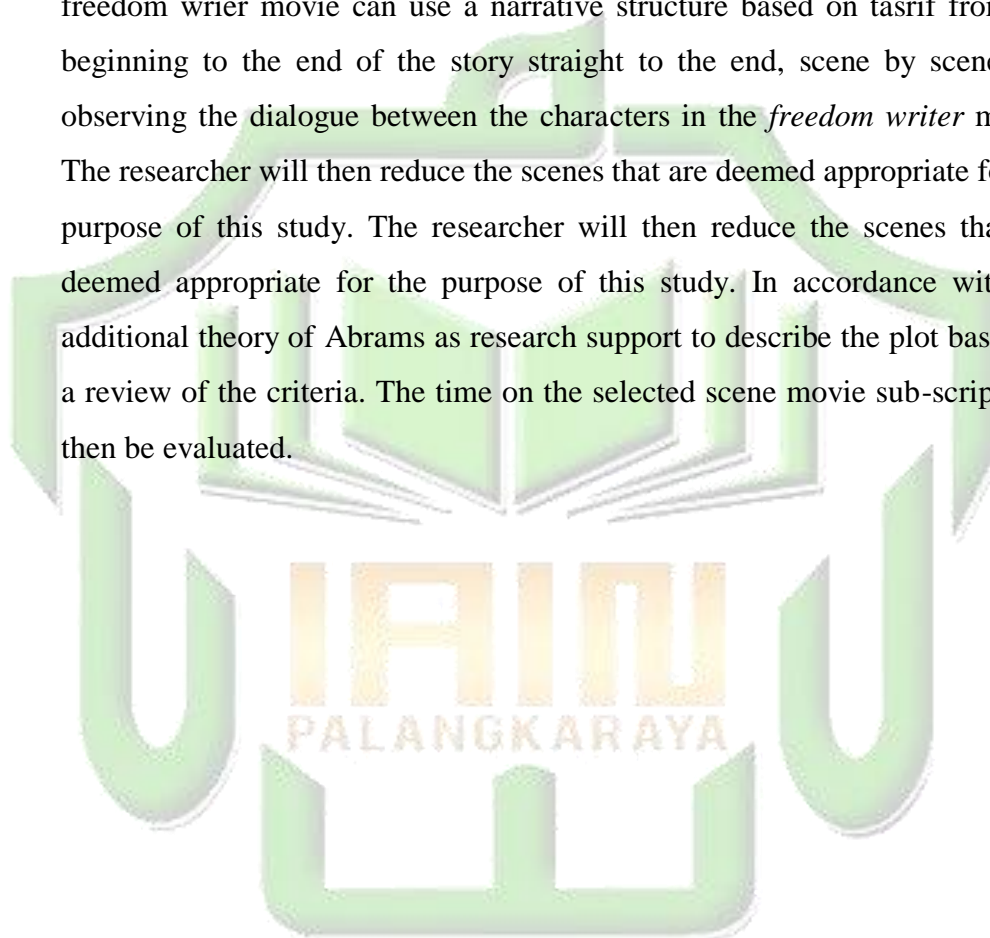 freedom wrier movie can use a narrative structure based on tasrif from
beginning to the end of the story straight to the end, scene by scene
observing the dialogue between the characters in the freedom writer m
The researcher will then reduce the scenes that are deemed appropriate fo
purpose of this study. The researcher will then reduce the scenes tha
deemed appropriate for the purpose of this study. In accordance wit
additional theory of Abrams as research support to describe the plot bas
a review of the criteria. The time on the selected scene movie sub-scrip
then be evaluated.
IAIN
PALANGKARAYA